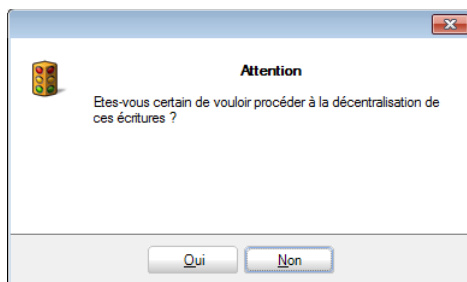 Attention
Etes-vous certain de vouloir procéder à la décentralisation de
ces écritures ?
Oui
Non